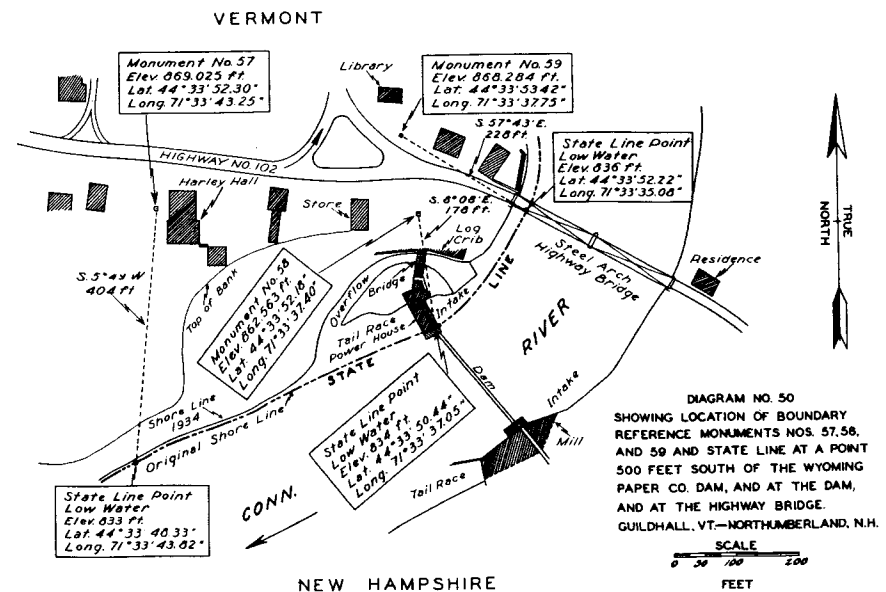 VERMONT
Monument No. 57
Elev. 869.025 ft.
Lat. 44°33'52.30"
Long. 71°33'43.25"
Library
Monument No. 59
Elev. 868.284 ft.
Lat. 44°33'53.42"
Long. 71°33'37.75"
S. 57°43' E.
228 ft.
State Line Point
Low Water
Elev. 836 ft.
Lat. 44°33'52.22"
Long. 71°33'35.08"
HIGHWAY NO. 102
Harley Hall
Store
S. 8°08' E.
178 ft.
Log
Crib
TRUE
NORTH
Steel Arch
Highway Bridge
Residence
S. 5°49' W
404 ft
Top of Bank
Monument No. 58
Elev. 862.563 ft.
Lat. 44°33'52.18"
Long. 71°33'37.40"
Overflow
Bridge
Intake
LINE
Tail Race
Power House
STATE
RIVER
Dam
Intake
Mill
Tail Race
Shore Line
1934
Original Shore Line
State Line Point
Low Water
Elev. 834 ft.
Lat. 44°33'50.44"
Long. 71°33'37.05"
State Line Point
Low Water
Elev. 833 ft.
Lat. 44°33'48.33"
Long. 71°33'43.82"
CONN.
DIAGRAM NO. 50
SHOWING LOCATION OF BOUNDARY
REFERENCE MONUMENTS NOS. 57, 58,
AND 59 AND STATE LINE AT A POINT
500 FEET SOUTH OF THE WYOMING
PAPER CO. DAM, AND AT THE DAM,
AND AT THE HIGHWAY BRIDGE.
GUILDHALL, VT.—NORTHUMBERLAND, N.H.
SCALE
0 50 100 200
FEET
NEW HAMPSHIRE